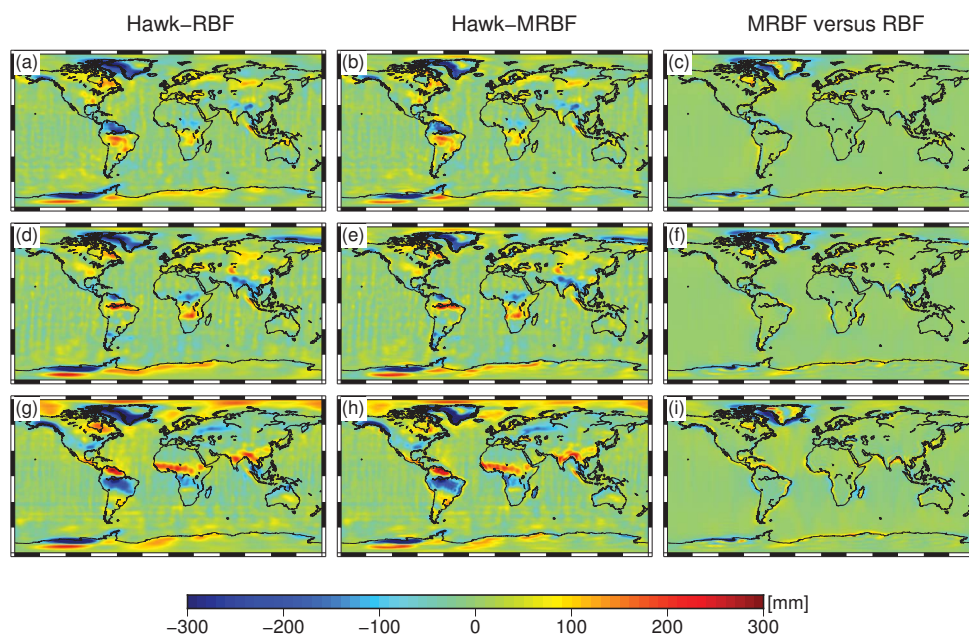 Hawk−RBF
Hawk−MRBF
MRBF versus RBF
(a)
(b)
(c)
(d)
(e)
(f)
(g)
(h)
(i)
[mm]
−300 −200 −100 0 100 200 300